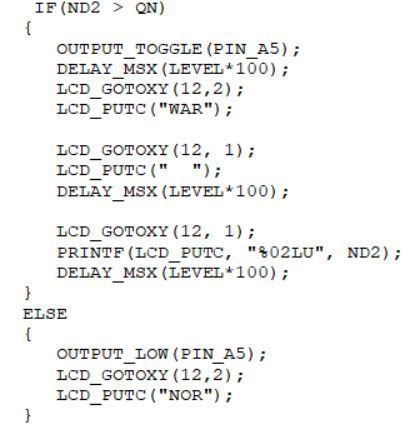 IF(ND2 > QN)
{
OUTPUT_TOGGLE(PIN_A5);
DELAY_MSX(LEVEL*100);
LCD_GOTOXY(12,2);
LCD_PUTC("WAR");
LCD_GOTOXY(12, 1);
LCD_PUTC("  ");
DELAY_MSX(LEVEL*100);
LCD_GOTOXY(12, 1);
PRINTF(LCD_PUTC, "%02LU", ND2);
DELAY_MSX(LEVEL*100);
}
ELSE
{
OUTPUT_LOW(PIN_A5);
LCD_GOTOXY(12,2);
LCD_PUTC("NOR");
}